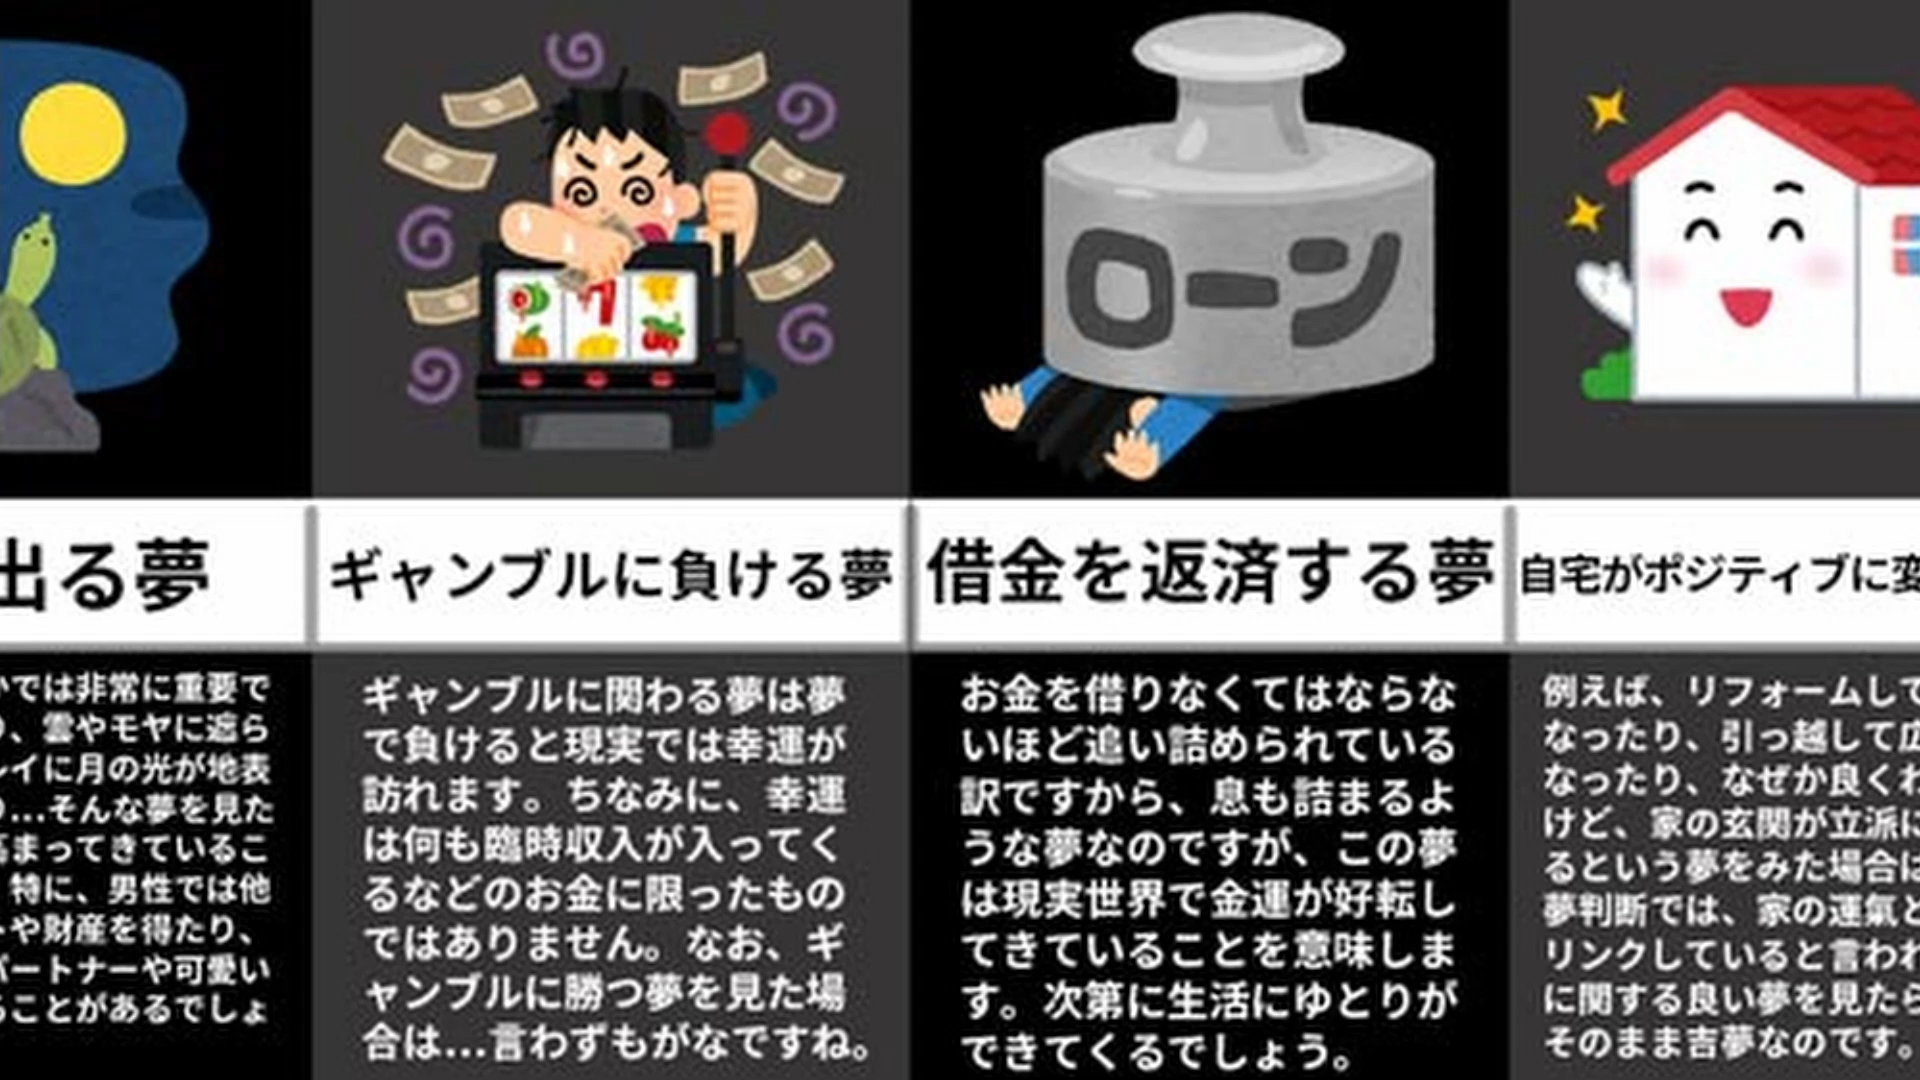 ローン
出る夢
ギャンブルに負ける夢
借金を返済する夢
自宅がポジティブに変
では非常に重要で
、雲やモヤに遮ら
レイに月の光が地表
…そんな夢を見た
高まってきているこ
特に、男性では他
や財産を得たり、
パートナーや可愛い
ることがあるでしょ
ギャンブルに関わる夢は夢
で負けると現実では幸運が
訪れます。ちなみに、幸運
は何も臨時収入が入ってく
るなどのお金に限ったもの
ではありません。なお、ギ
ャンブルに勝つ夢を見た場
合は…言わずもがなですね。
お金を借りなくてはならな
いほど追い詰められている
訳ですから、息も詰まるよ
うな夢なのですが、この夢
は現実世界で金運が好転し
てきていることを意味しま
す。次第に生活にゆとりが
できてくるでしょう。
例えば、リフォームして
なったり、引っ越して広
なったり、なぜか良くわ
けど、家の玄関が立派に
るという夢をみた場合は
夢判断では、家の運氣と
リンクしていると言われ
に関する良い夢を見たら
そのまま吉夢なのです。